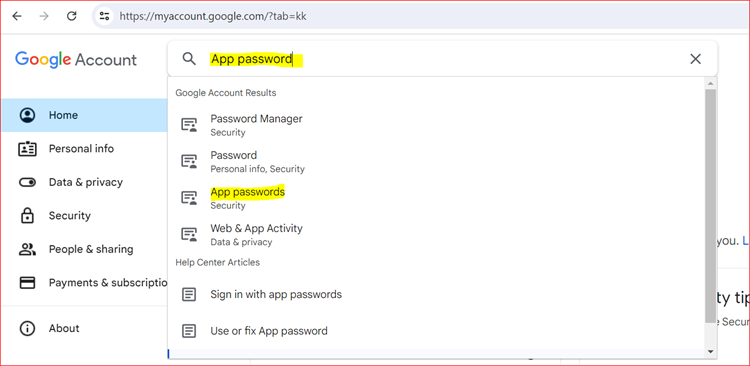 https://myaccount.google.com/?tab=kk
Google Account
App password
Home
Personal info
Data & privacy
Security
People & sharing
Payments & subscriptio
About
Google Account Results
Password Manager
Security
Password
Personal info, Security
App passwords
Security
Web & App Activity
Data & privacy
Help Center Articles
Sign in with app passwords
Use or fix App password
you. L
ty tip
e Secur